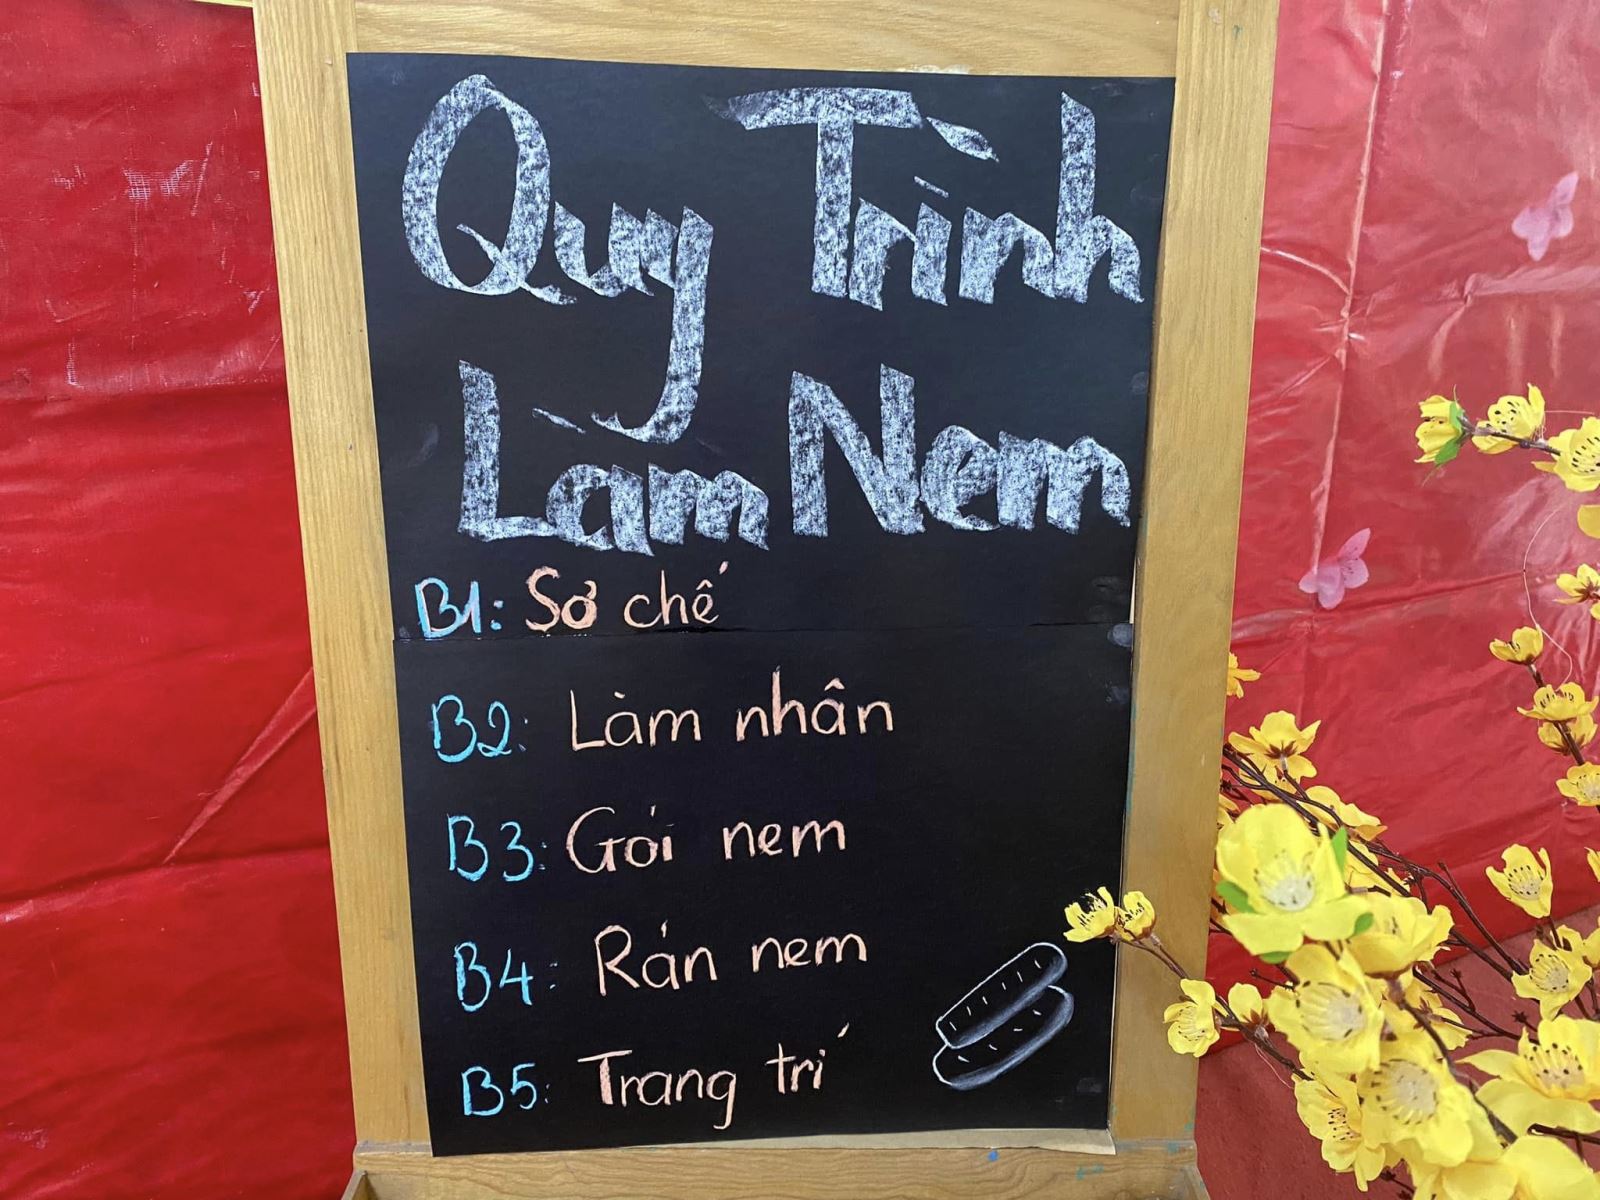 Quy Trình
Làm Nem
B1: Sơ chế
B2: Làm nhân
B3: Gói nem
B4: Rán nem
B5: Trang trí